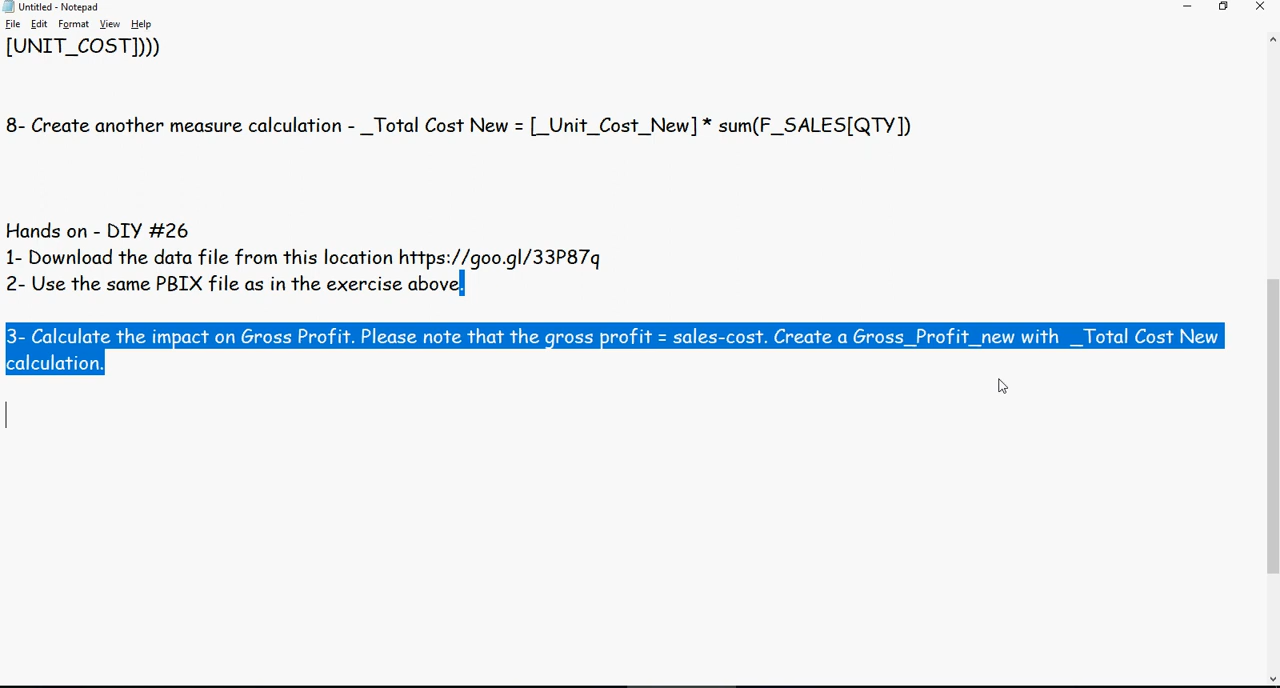 Untitled - Notepad
File Edit Format View Help
[UNIT_COST])))
8- Create another measure calculation - _Total Cost New = [_Unit_Cost_New] * sum(F_SALES[QTY])
Hands on - DIY #26
1- Download the data file from this location https://goo.gl/33P87q
2- Use the same PBIX file as in the exercise above.
3- Calculate the impact on Gross Profit. Please note that the gross profit = sales-cost. Create a Gross_Profit_new with _Total Cost New
calculation.